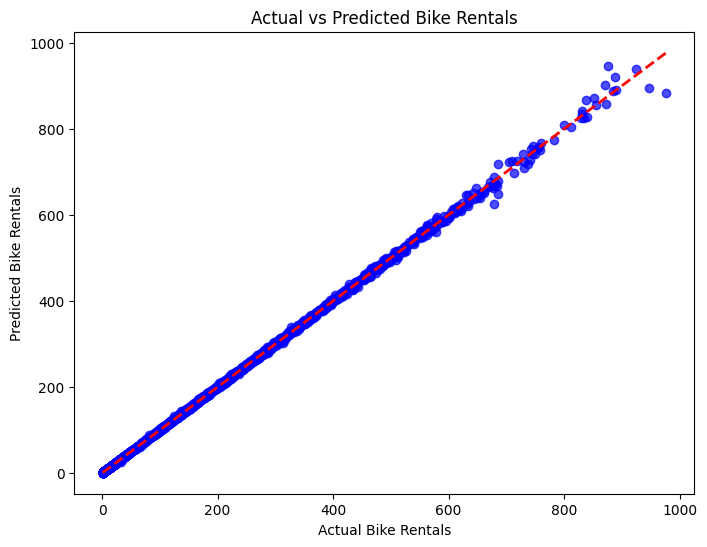 Actual vs Predicted Bike Rentals
1000
800
600
400
200
0
Predicted Bike Rentals
0 200 400 600 800 1000
Actual Bike Rentals